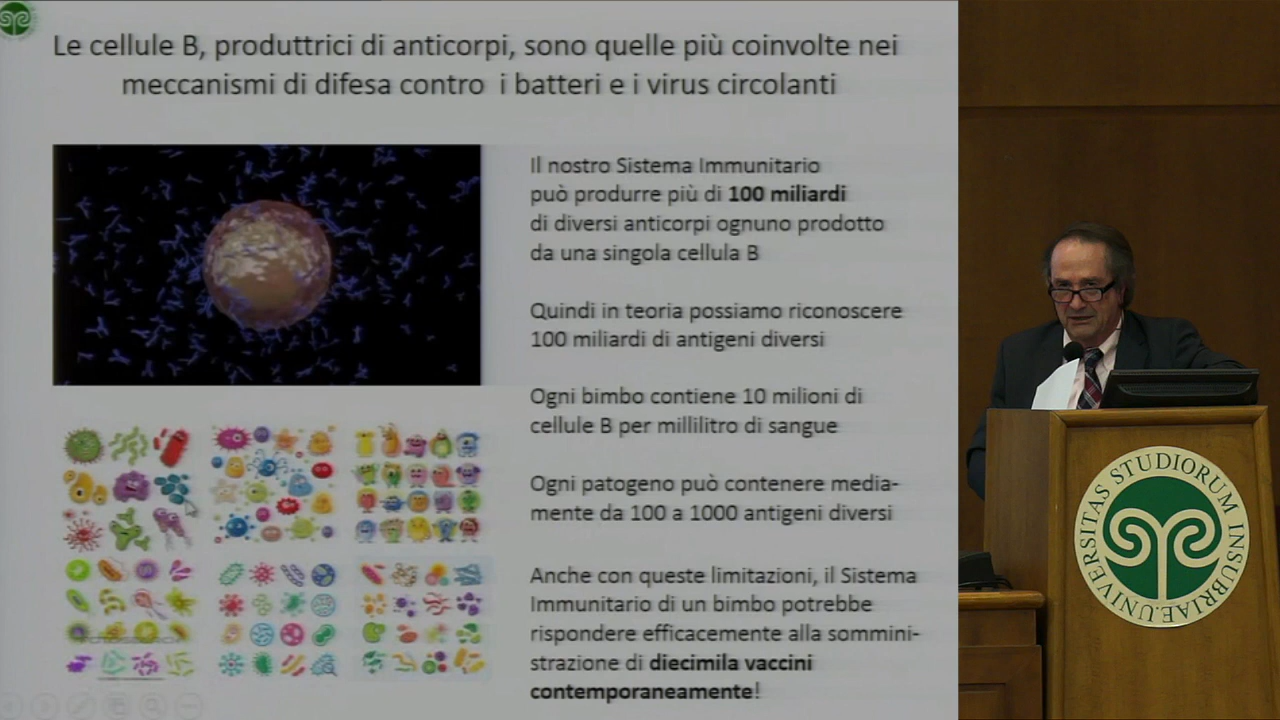 Le cellule B, produttrici di anticorpi, sono quelle più coinvolte nei
meccanismi di difesa contro i batteri e i virus circolanti
Il nostro Sistema Immunitario
può produrre più di 100 miliardi
di diversi anticorpi ognuno prodotto
da una singola cellula B
Quindi in teoria possiamo riconoscere
100 miliardi di antigeni diversi
Ogni bimbo contiene 10 milioni di
cellule B per millilitro di sangue
Ogni patogeno può contenere media-
mente da 100 a 1000 antigeni diversi
Anche con queste limitazioni, il Sistema
Immunitario di un bimbo potrebbe
rispondere efficacemente alla sommini-
strazione di diecimila vaccini
contemporaneamente!
UNIVERSITAS STUDIORUM INSUBRIAE